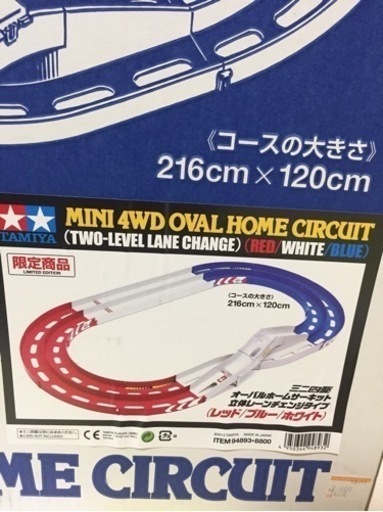 《コースの大きさ》
216cm×120cm
TAMIYA
MINI 4WD OVAL HOME CIRCUIT
(TWO-LEVEL LANE CHANGE) (RED/WHITE/BLUE)
限定商品
LIMITED EDITION
《コースの大きさ》
216cm×120cm
ミニ四駆
オーバルホームサーキット
立体レーンチェンジタイプ
(レッド/ブルー/ホワイト)
ITEM 94893*8800
4 950344 948932
ME CIRCUIT